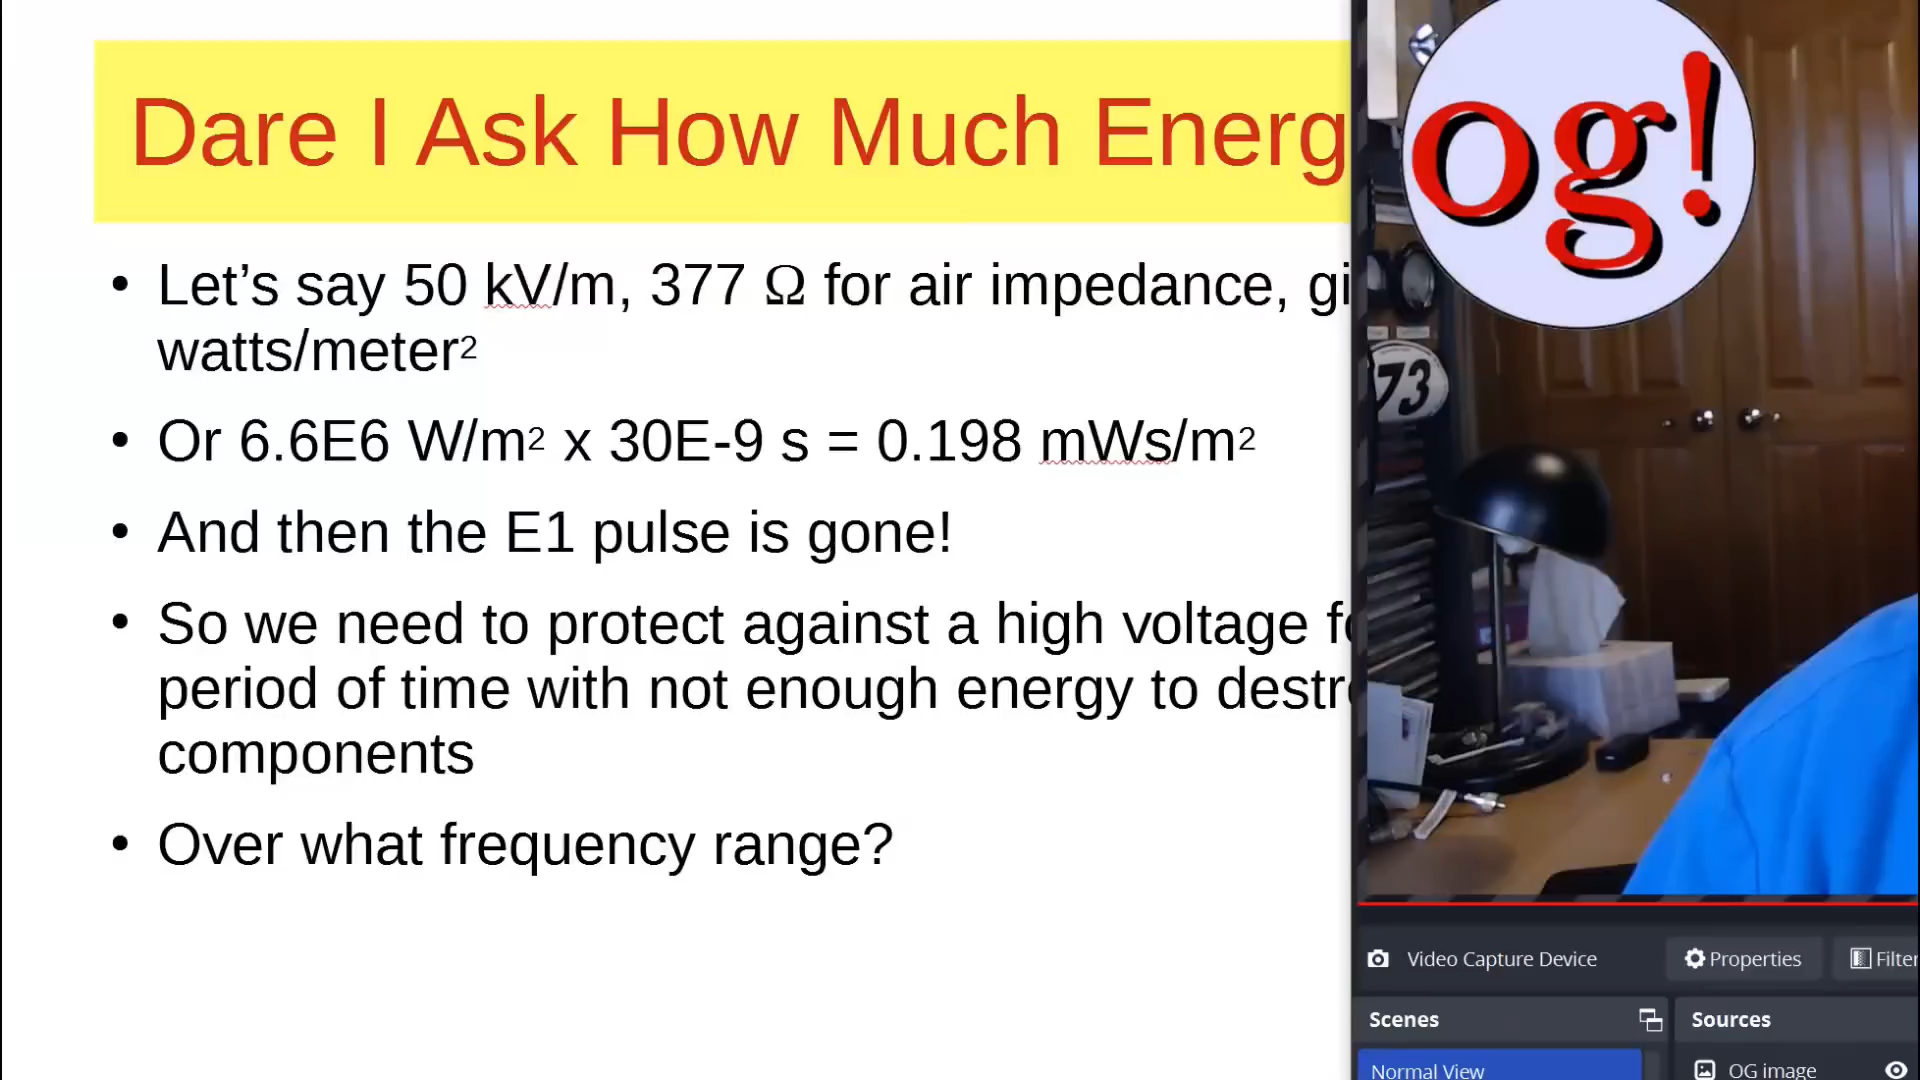 Dare I Ask How Much Energ
og!
• Let’s say 50 kV/m, 377 Ω for air impedance, gi
watts/meter²
73
• Or 6.6E6 W/m² x 30E-9 s = 0.198 mWs/m²
• And then the E1 pulse is gone!
• So we need to protect against a high voltage fo
period of time with not enough energy to destro
components
• Over what frequency range?
Video Capture Device
Properties
Filter
Scenes
Sources
Normal View
OG image